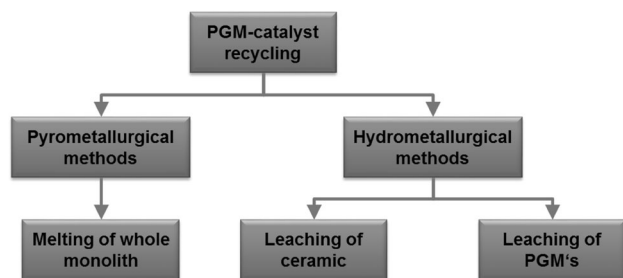 PGM-catalyst
recycling
Pyrometallurgical
methods
Hydrometallurgical
methods
Melting of whole
monolith
Leaching of
ceramic
Leaching of
PGM‘s